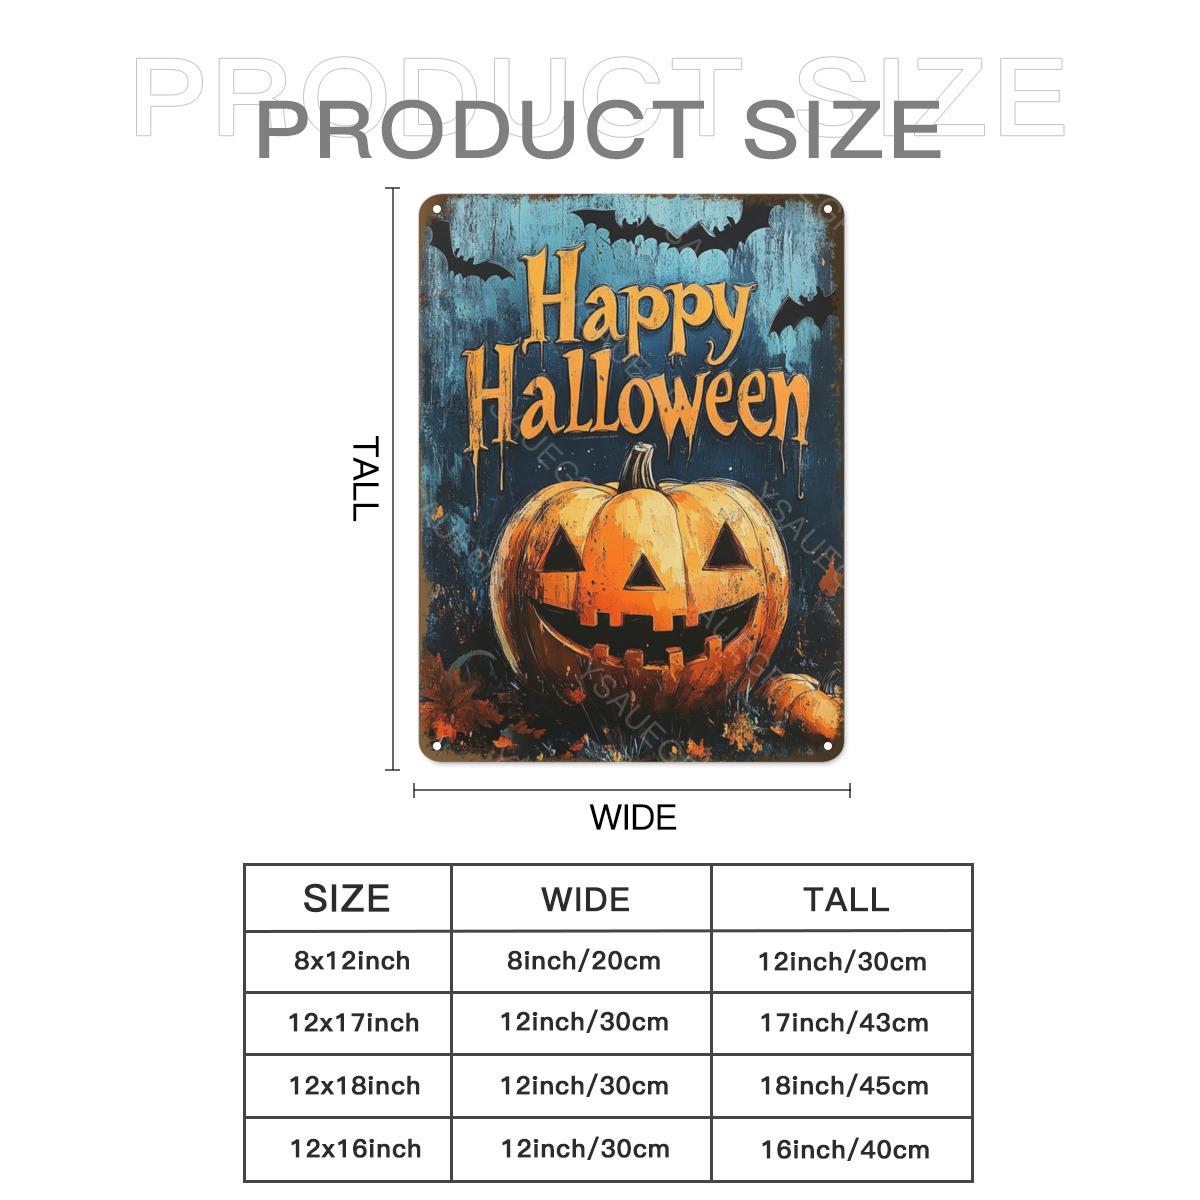 PRODUCT SIZE
PRODUCT SIZE
Happy
Halloween
TALL
WIDE
SIZE WIDE TALL
8x12inch 8inch/20cm 12inch/30cm
12x17inch 12inch/30cm 17inch/43cm
12x18inch 12inch/30cm 18inch/45cm
12x16inch 12inch/30cm 16inch/40cm